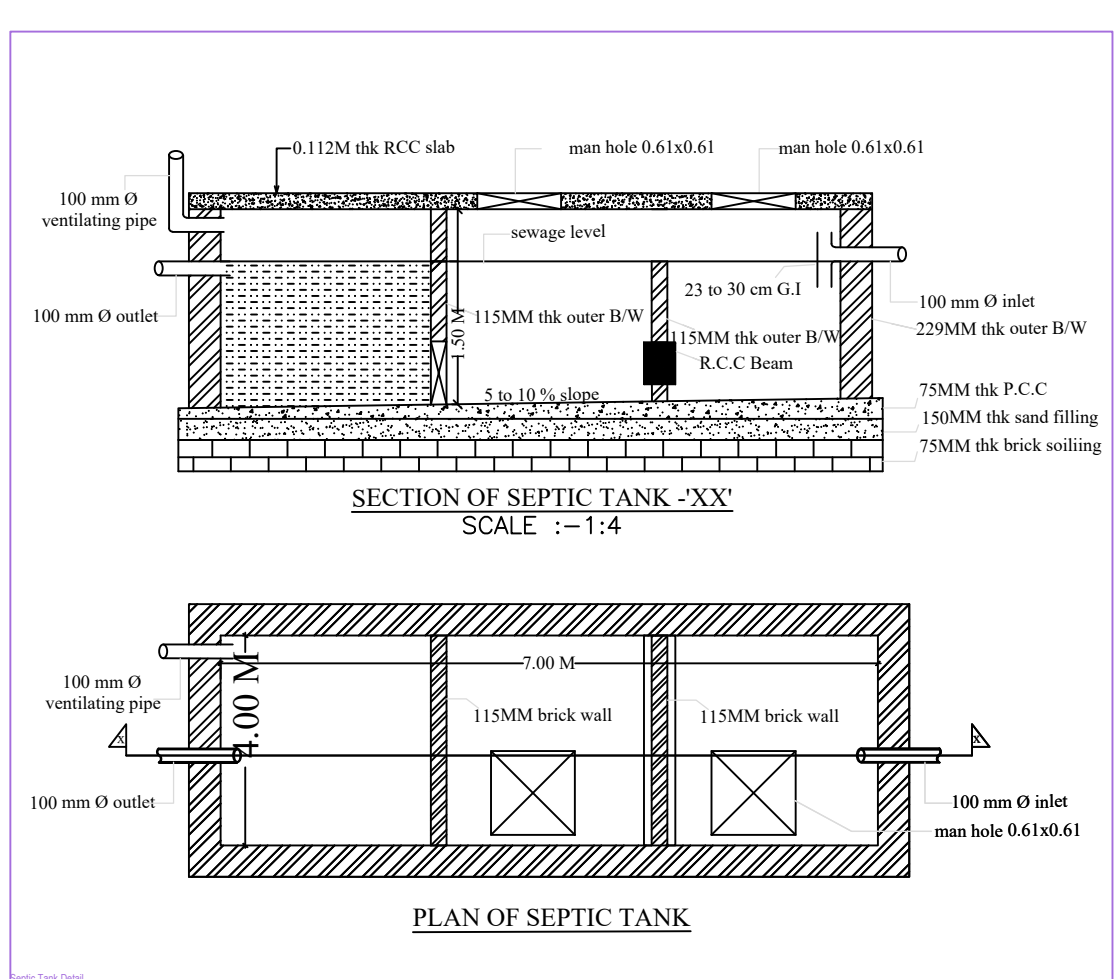 0.112M thk RCC slab
man hole 0.61x0.61
man hole 0.61x0.61
100 mm Ø
ventilating pipe
sewage level
23 to 30 cm G.I
100 mm Ø outlet
115MM thk outer B/W
1.50 M
115MM thk outer B/W
R.C.C Beam
100 mm Ø inlet
229MM thk outer B/W
5 to 10 % slope
75MM thk P.C.C
150MM thk sand filling
75MM thk brick soiliing
SECTION OF SEPTIC TANK -'XX'
SCALE :-1:4
7.00 M
4.00 M
100 mm Ø
ventilating pipe
115MM brick wall
115MM brick wall
X
X
100 mm Ø outlet
100 mm Ø inlet
man hole 0.61x0.61
PLAN OF SEPTIC TANK
Septic Tank Detail